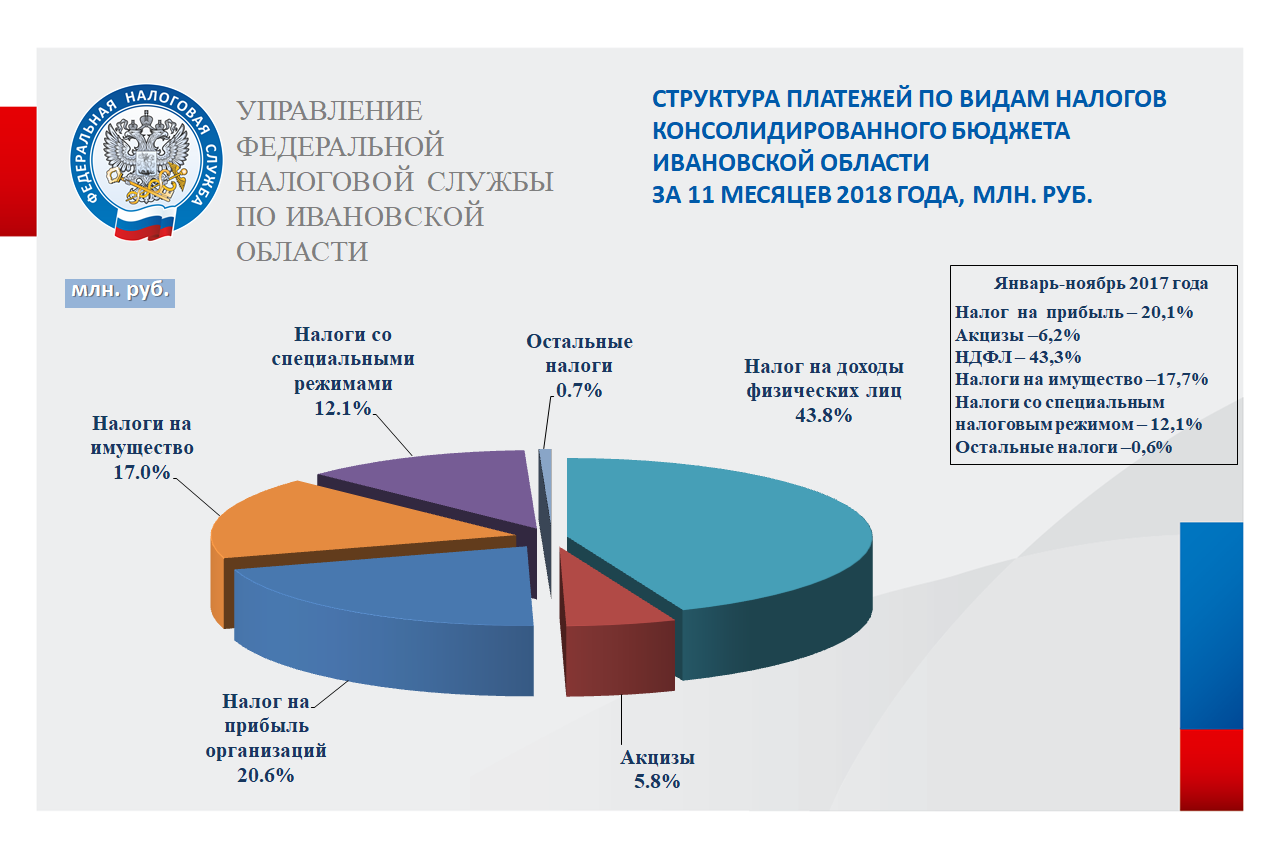 ФЕДЕРАЛЬНАЯ НАЛОГОВАЯ СЛУЖБА
УПРАВЛЕНИЕ
ФЕДЕРАЛЬНОЙ
НАЛОГОВОЙ СЛУЖБЫ
ПО ИВАНОВСКОЙ
ОБЛАСТИ
СТРУКТУРА ПЛАТЕЖЕЙ ПО ВИДАМ НАЛОГОВ
КОНСОЛИДИРОВАННОГО БЮДЖЕТА
ИВАНОВСКОЙ ОБЛАСТИ
ЗА 11 МЕСЯЦЕВ 2018 ГОДА, МЛН. РУБ.
млн. руб.
Январь-ноябрь 2017 года
Налог на прибыль – 20,1%
Акцизы –6,2%
НДФЛ – 43,3%
Налоги на имущество –17,7%
Налоги со специальным
налоговым режимом – 12,1%
Остальные налоги –0,6%
Налоги со
специальными
режимами
12.1%
Остальные
налоги
0.7%
Налог на доходы
физических лиц
43.8%
Налоги на
имущество
17.0%
Налог на
прибыль
организаций
20.6%
Акцизы
5.8%